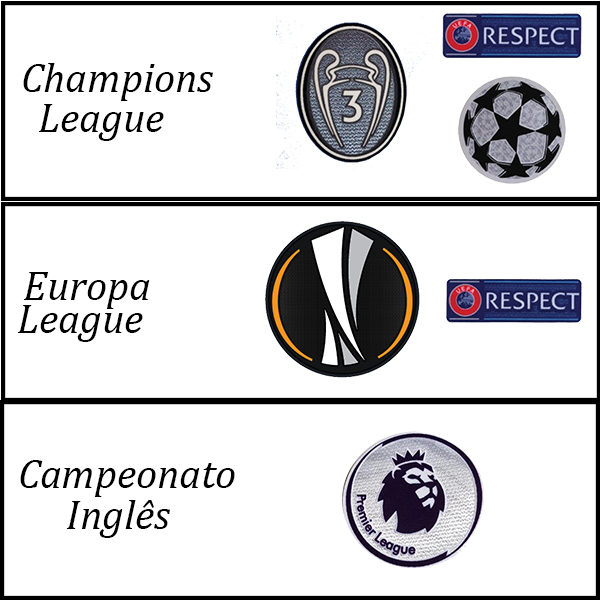 Champions
League
3
UEFA
RESPECT
Europa
League
UEFA
RESPECT
Campeonato
Inglês
Premier League